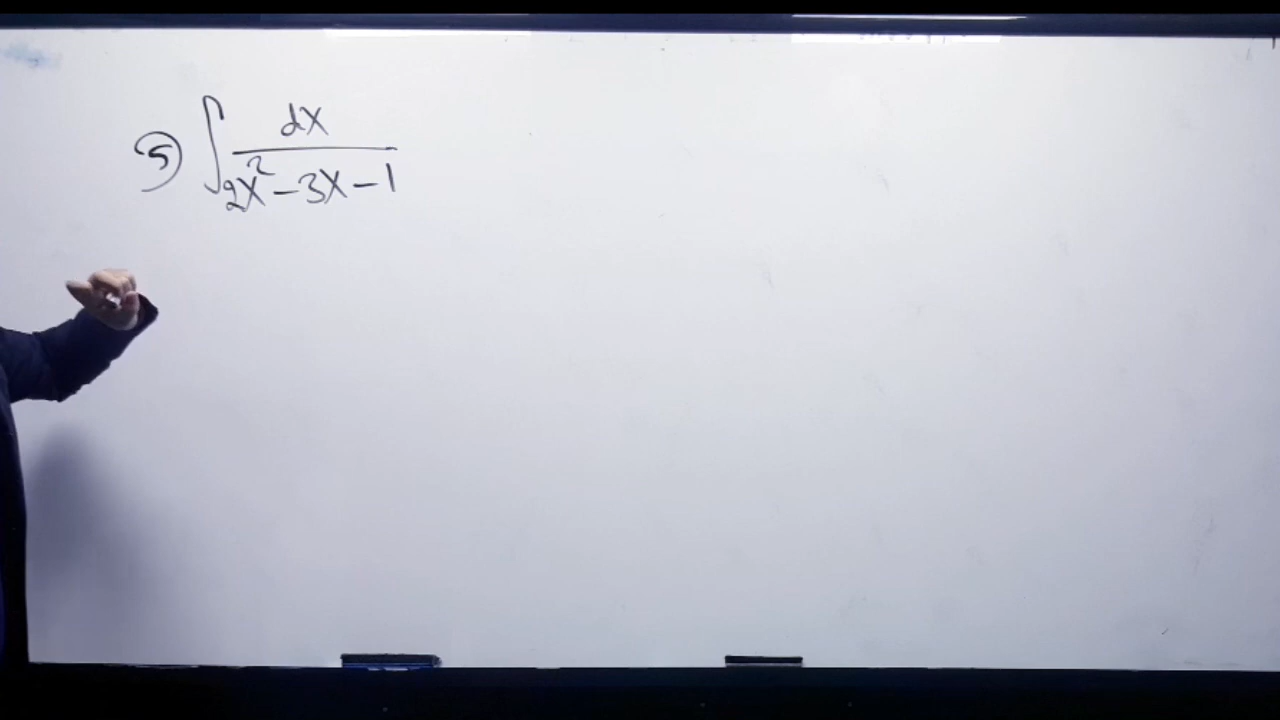 ⑤ ∫ dx / (2x² - 3x - 1)